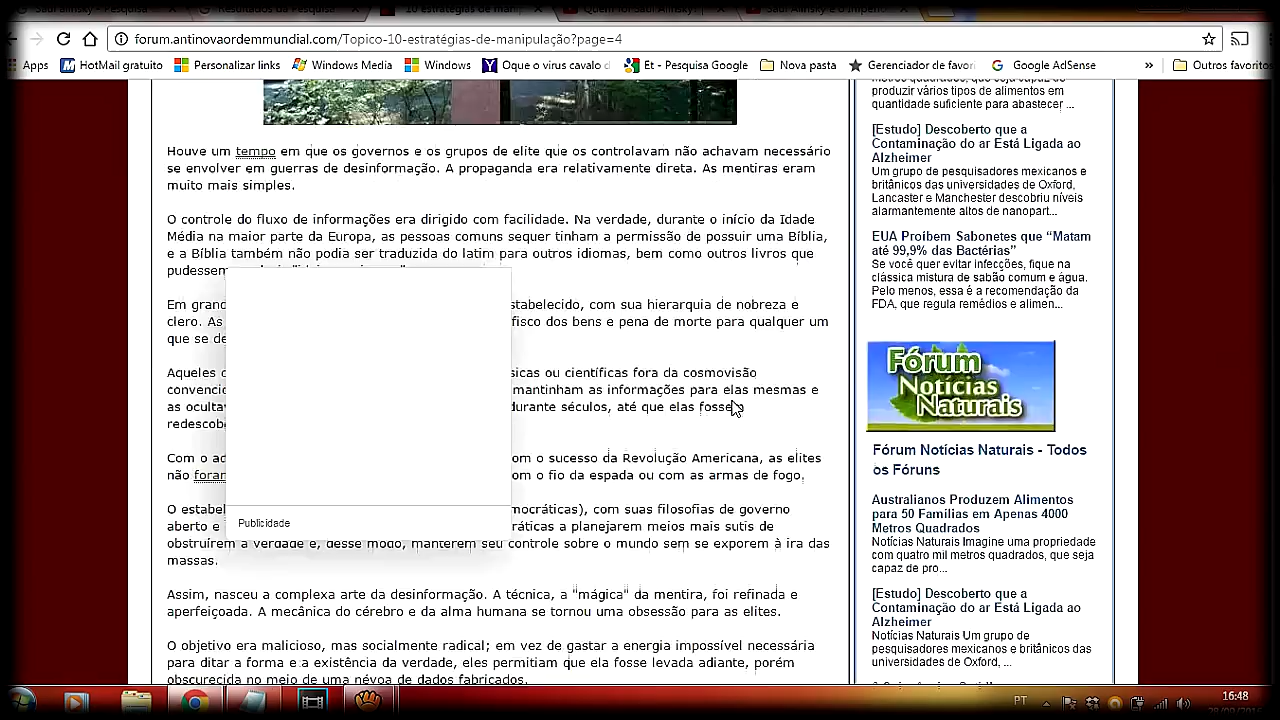 forum.antinovaordemmundial.com/Topico-10-estratégias-de-manipulação?page=4
Apps
HotMail gratuito
Personalizar links
Windows Media
Windows
Oque o virus cavalo d
Et - Pesquisa Google
Nova pasta
Gerenciador de favori
Google AdSense
»
Outros favoritos
Houve um tempo em que os governos e os grupos de elite que os controlavam não achavam necessário
se envolver em guerras de desinformação. A propaganda era relativamente direta. As mentiras eram
muito mais simples.
O controle do fluxo de informações era dirigido com facilidade. Na verdade, durante o início da Idade
Média na maior parte da Europa, as pessoas comuns sequer tinham a permissão de possuir uma Bíblia,
e a Bíblia também não podia ser traduzida do latim para outros idiomas, bem como outros livros que
pudessem
Em grand stabelecido, com sua hierarquia de nobreza e
clero. As fisco dos bens e pena de morte para qualquer um
que se de
Aqueles sicas ou científicas fora da cosmovisão
convenci mantinham as informações para elas mesmas e
as oculta durante séculos, até que elas fossem
redescob
Com o ad om o sucesso da Revolução Americana, as elites
não foram om o fio da espada ou com as armas de fogo.
O estabel mocráticas), com suas filosofias de governo
aberto e ráticas a planejarem meios mais sutis de
obstruírem a verdade e, desse modo, manterem seu controle sobre o mundo sem se exporem à ira das
massas.
Publicidade
Assim, nasceu a complexa arte da desinformação. A técnica, a "mágica" da mentira, foi refinada e
aperfeiçoada. A mecânica do cérebro e da alma humana se tornou uma obsessão para as elites.
O objetivo era malicioso, mas socialmente radical; em vez de gastar a energia impossível necessária
para ditar a forma e a existência da verdade, eles permitiam que ela fosse levada adiante, porém
obscurecida no meio de uma névoa de dados fabricados.
produzir vários tipos de alimentos em
quantidade suficiente para abastecer ...
[Estudo] Descoberto que a
Contaminação do ar Está Ligada ao
Alzheimer
Um grupo de pesquisadores mexicanos e
britânicos das universidades de Oxford,
Lancaster e Manchester descobriu níveis
alarmantemente altos de nanopart...
EUA Proíbem Sabonetes que “Matam
até 99,9% das Bactérias”
Se você quer evitar infecções, fique na
clássica mistura de sabão comum e água.
Pelo menos, essa é a recomendação da
FDA, que regula remédios e alimen...
Fórum
Notícias
Naturais
Fórum Notícias Naturais - Todos
os Fóruns
Australianos Produzem Alimentos
para 50 Famílias em Apenas 4000
Metros Quadrados
Notícias Naturais Imagine uma propriedade
com quatro mil metros quadrados, que seja
capaz de pro...
[Estudo] Descoberto que a
Contaminação do ar Está Ligada ao
Alzheimer
Notícias Naturais Um grupo de
pesquisadores mexicanos e britânicos das
universidades de Oxford, ...
PT
16:48